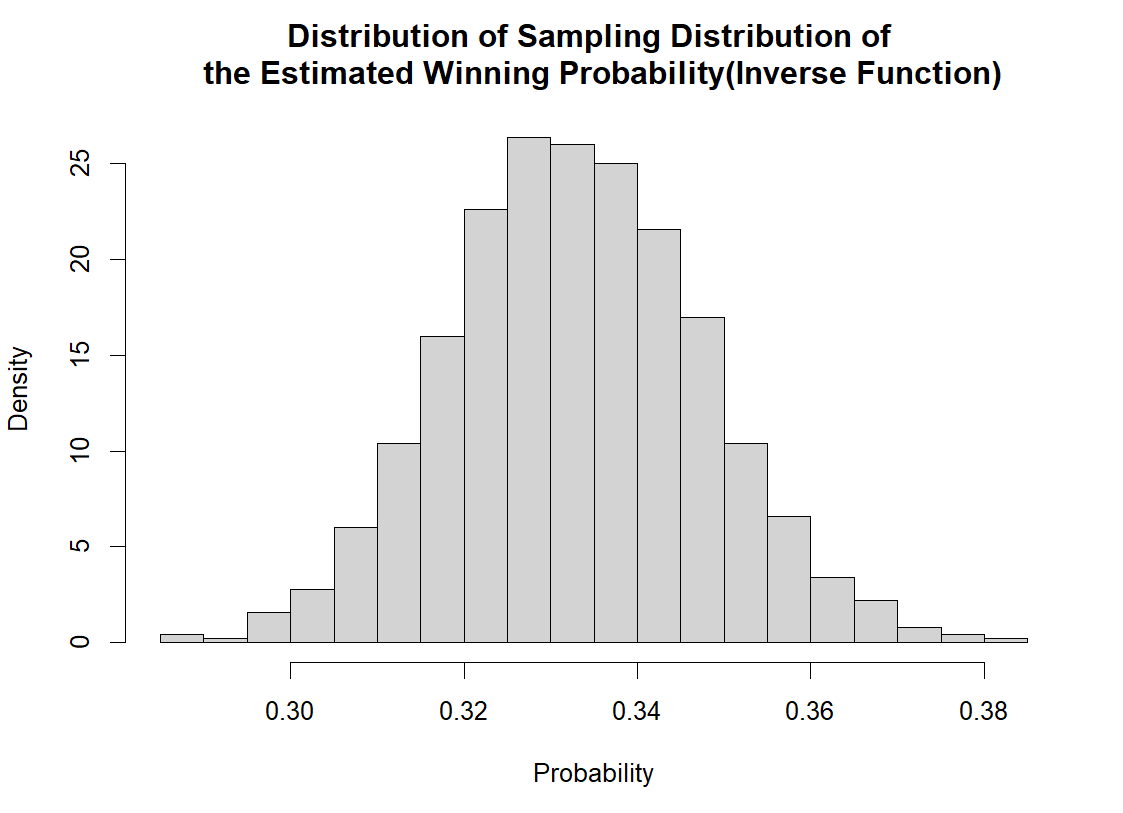 Distribution of Sampling Distribution of
the Estimated Winning Probability(Inverse Function)
Density
25
20
15
10
5
0
0.30 0.32 0.34 0.36 0.38
Probability